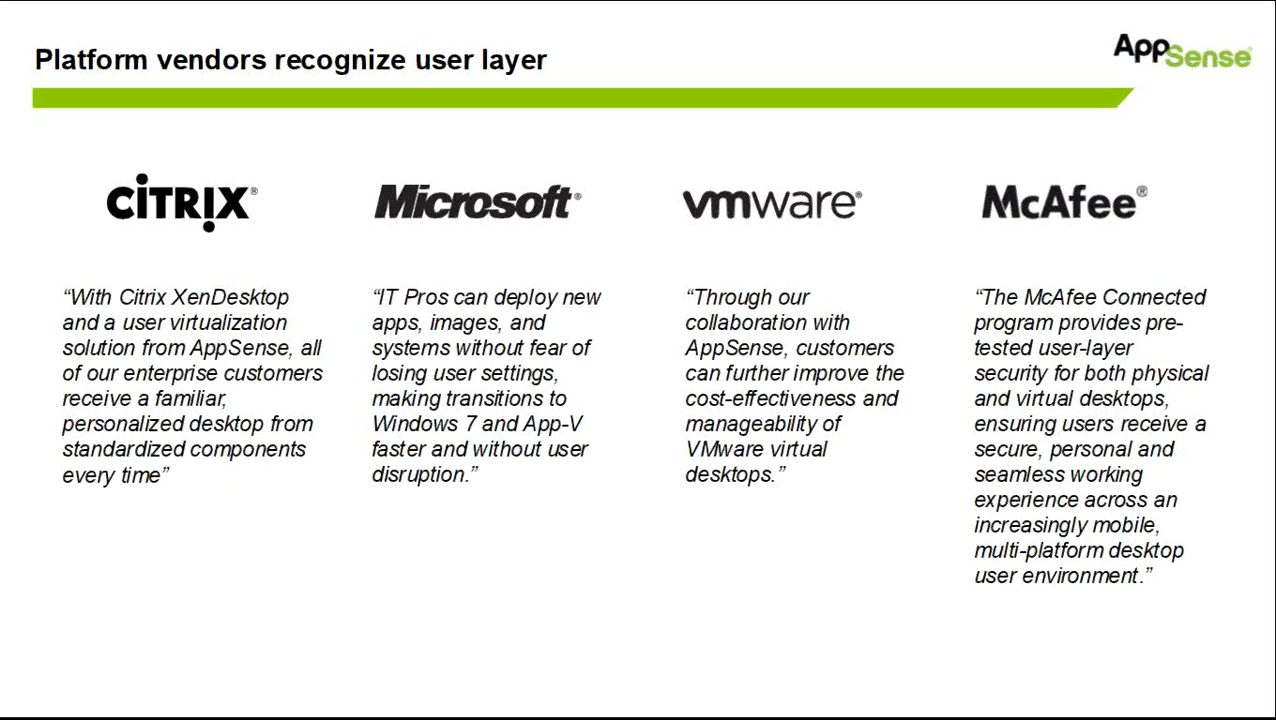 Platform vendors recognize user layer
AppSense®
CiTRIX®
Microsoft®
vmware®
McAfee®
“With Citrix XenDesktop
and a user virtualization
solution from AppSense, all
of our enterprise customers
receive a familiar,
personalized desktop from
standardized components
every time”
“IT Pros can deploy new
apps, images, and
systems without fear of
losing user settings,
making transitions to
Windows 7 and App-V
faster and without user
disruption.”
“Through our
collaboration with
AppSense, customers
can further improve the
cost-effectiveness and
manageability of
VMware virtual
desktops.”
“The McAfee Connected
program provides pre-
tested user-layer
security for both physical
and virtual desktops,
ensuring users receive a
secure, personal and
seamless working
experience across an
increasingly mobile,
multi-platform desktop
user environment.”